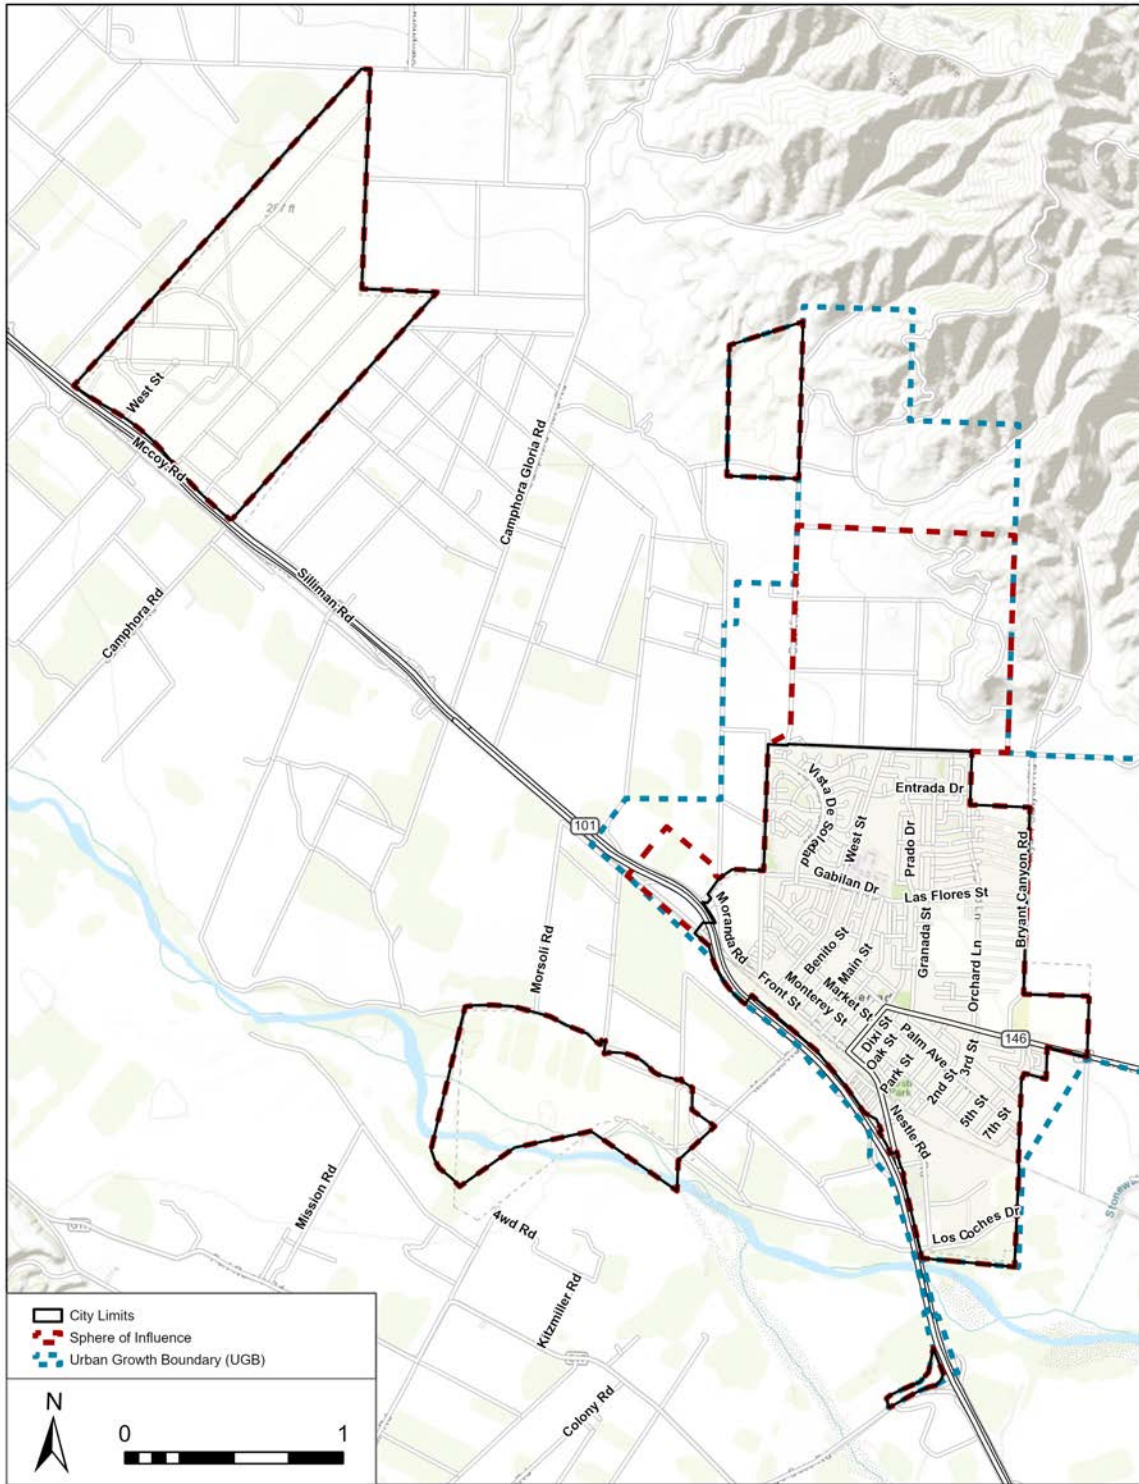 287 ft
West St
Mccoy Rd
Camphora Gloria Rd
Camphora Rd
Silliman Rd
101
Entrada Dr
Vista De Soledad
West St
Prado Dr
Gabilan Dr
Las Flores St
Bryant Canyon Rd
Moranda Rd
Granada St
Orchard Ln
Benito St
Main St
Morsoli Rd
Market St
Monterey St
Front St
146
Dixi St
Palm Ave
Oak St
3rd St
Park St
2nd St
Park
5th St
7th St
Nestle Rd
Mission Rd
4wd Rd
Los Coches Dr
Kitzmiller Rd
Colony Rd
City Limits
Sphere of Influence
Urban Growth Boundary (UGB)
N
0 1